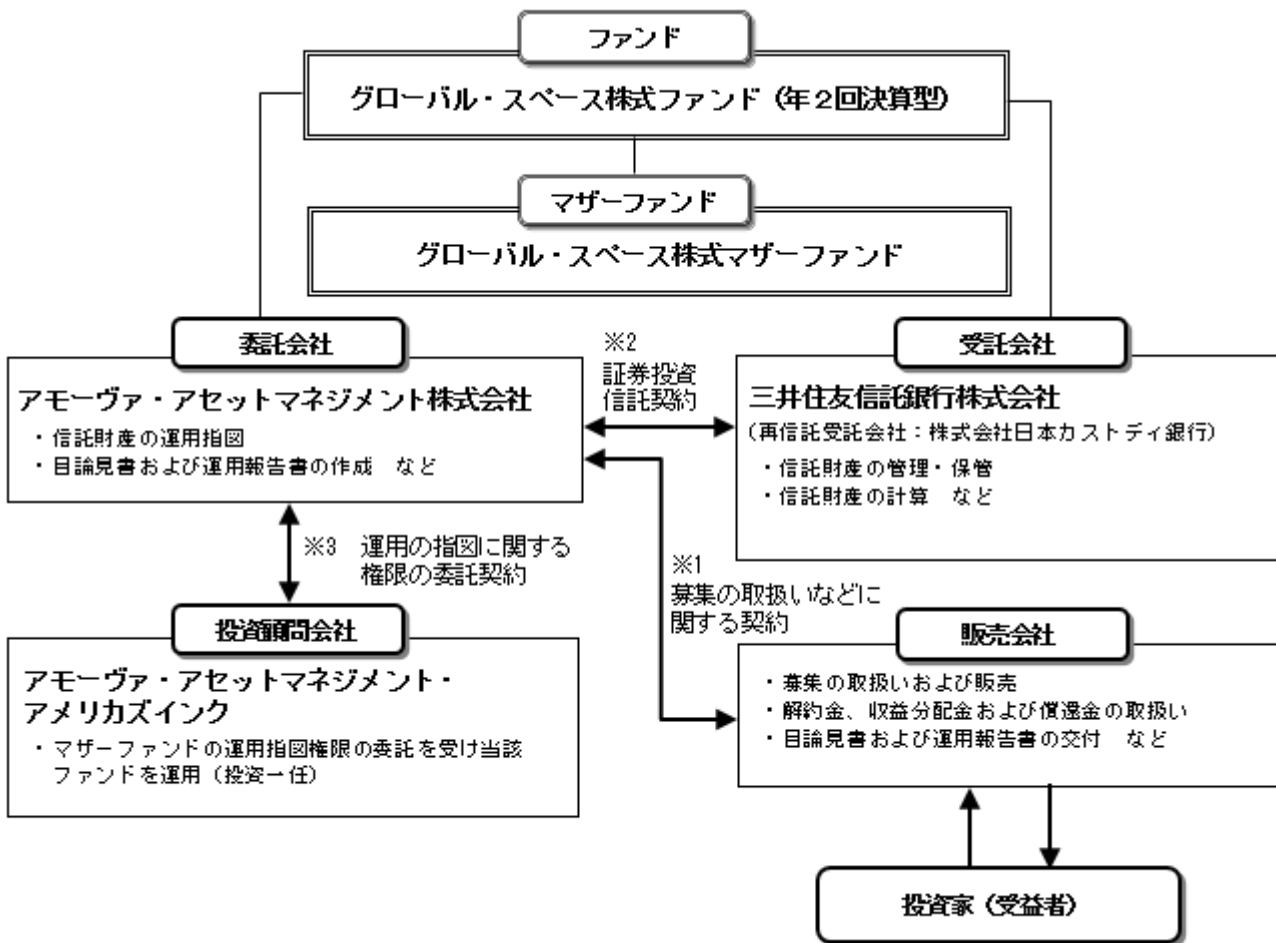 ファンド
グローバル・スペース株式ファンド（年２回決算型）
マザーファンド
グローバル・スペース株式マザーファンド
委託会社
アモーヴァ・アセットマネジメント株式会社
・信託財産の運用指図
・目論見書および運用報告書の作成　など
※2
証券投資
信託契約
受託会社
三井住友信託銀行株式会社
（再信託受託会社：株式会社日本カストディ銀行）
・信託財産の管理・保管
・信託財産の計算　など
※3　運用の指図に関する
権限の委託契約
※1
募集の取扱いなどに
関する契約
投資顧問会社
アモーヴァ・アセットマネジメント・
アメリカズインク
・マザーファンドの運用指図権限の委託を受け当該
ファンドを運用（投資一任）
販売会社
・募集の取扱いおよび販売
・解約金、収益分配金および償還金の取扱い
・目論見書および運用報告書の交付　など
投資家（受益者）